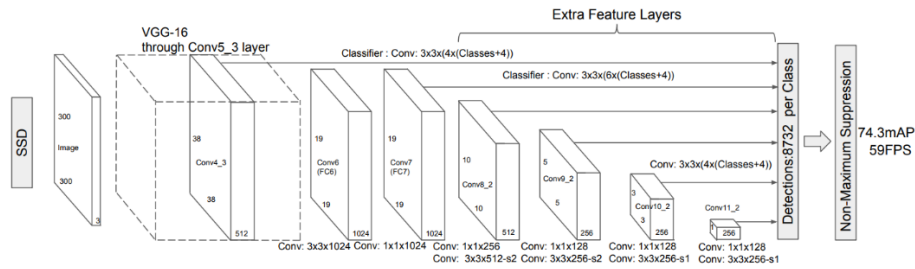 Extra Feature Layers
VGG-16
through Conv5_3 layer
Classifier : Conv: 3x3x(4x(Classes+4))
Classifier : Conv: 3x3x(6x(Classes+4))
SSD
300
Image
300
3
38
Conv4_3
38
512
19
Conv6
(FC6)
19
1024
19
Conv7
(FC7)
19
1024
10
Conv8_2
10
512
5
Conv9_2
5
256
Conv: 3x3x(4x(Classes+4))
3
Conv10_2
3
256
Conv11_2
1
256
Detections:8732 per Class
Non-Maximum Suppression
74.3mAP
59FPS
Conv: 3x3x1024
Conv: 1x1x1024
Conv: 1x1x256
Conv: 3x3x512-s2
Conv: 1x1x128
Conv: 3x3x256-s2
Conv: 1x1x128
Conv: 3x3x256-s1
Conv: 1x1x128
Conv: 3x3x256-s1